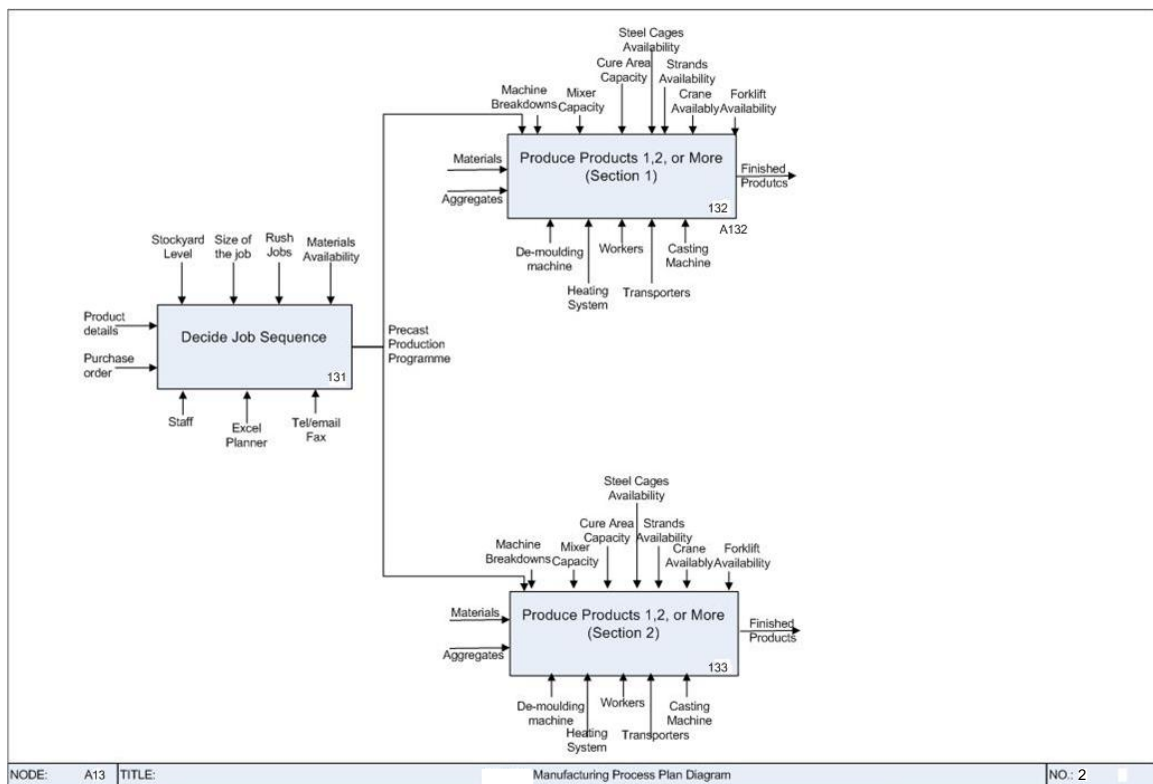 Steel Cages
Availability
Cure Area
Capacity
Strands
Availability
Machine
Breakdowns
Mixer
Capacity
Crane
Availably
Forklift
Availability
Materials
Aggregates
Produce Products 1,2, or More
(Section 1)
132
A132
Finished
Produtcs
De-moulding
machine
Heating
System
Workers
Transporters
Casting
Machine
Stockyard
Level
Size of
the job
Rush
Jobs
Materials
Availability
Product
details
Purchase
order
Decide Job Sequence
131
Precast
Production
Programme
Staff
Excel
Planner
Tel/email
Fax
Steel Cages
Availability
Cure Area
Capacity
Strands
Availability
Machine
Breakdowns
Mixer
Capacity
Crane
Availably
Forklift
Availability
Materials
Aggregates
Produce Products 1,2, or More
(Section 2)
133
Finished
Products
De-moulding
machine
Heating
System
Workers
Transporters
Casting
Machine
NODE: A13 TITLE: Manufacturing Process Plan Diagram NO.: 2